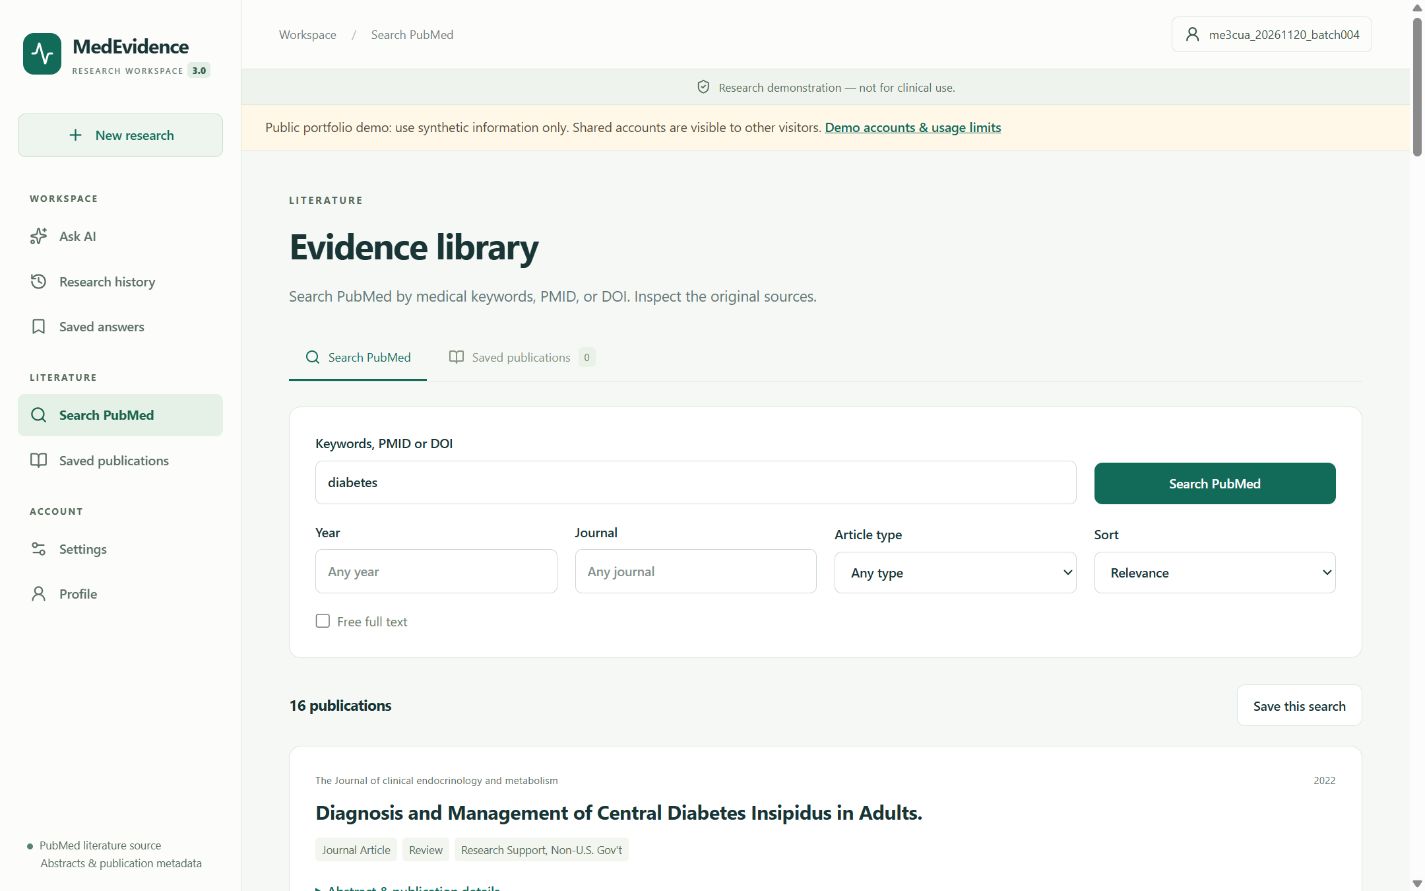 MedEvidence
RESEARCH WORKSPACE 3.0
New research
WORKSPACE
Ask AI
Research history
Saved answers
LITERATURE
Search PubMed
Saved publications
ACCOUNT
Settings
Profile
PubMed literature source
Abstracts & publication metadata
Workspace / Search PubMed
me3cua_20261120_batch004
Research demonstration — not for clinical use.
Public portfolio demo: use synthetic information only. Shared accounts are visible to other visitors. Demo accounts & usage limits
LITERATURE
Evidence library
Search PubMed by medical keywords, PMID, or DOI. Inspect the original sources.
Search PubMed Saved publications 0
Keywords, PMID or DOI
diabetes
Search PubMed
Year Journal Article type Sort
Any year Any journal Any type Relevance
Free full text
16 publications
Save this search
The Journal of clinical endocrinology and metabolism 2022
Diagnosis and Management of Central Diabetes Insipidus in Adults.
Journal Article Review Research Support, Non-U.S. Gov't
Abstract & publication details